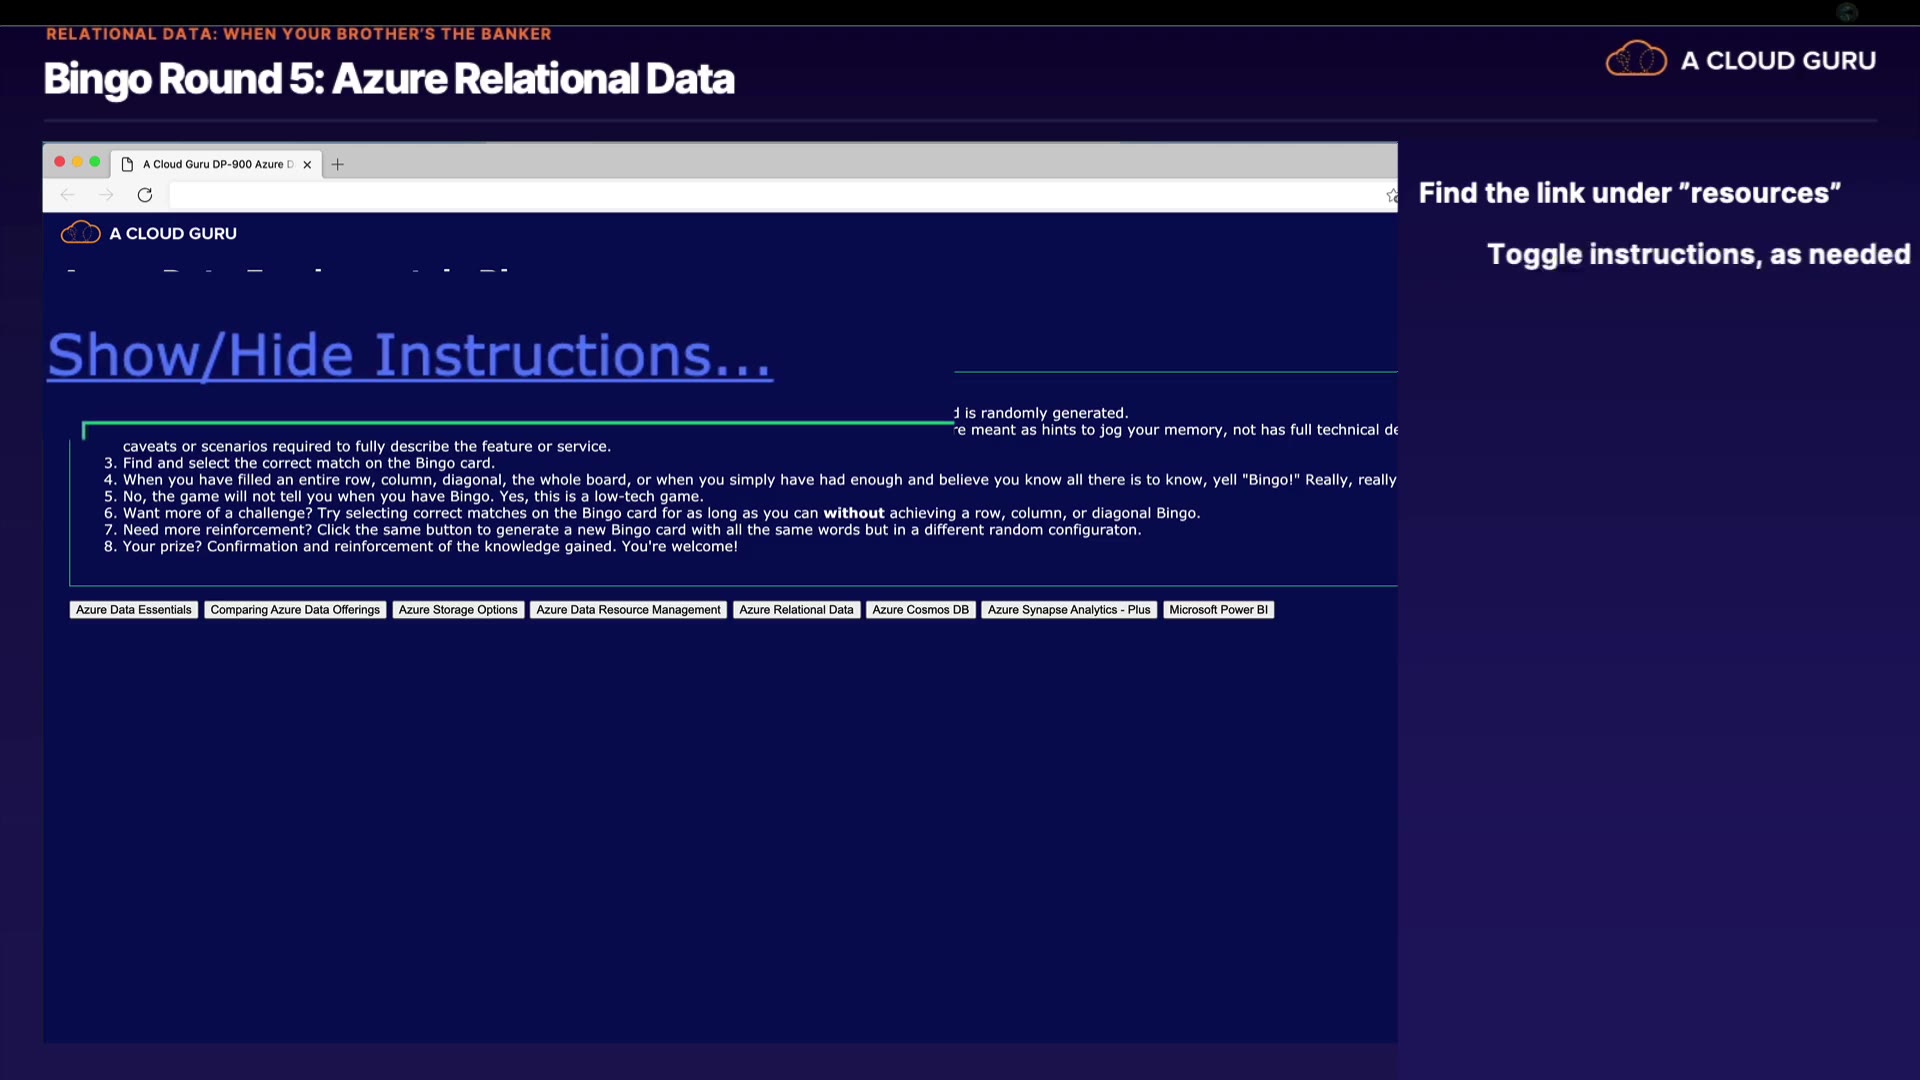 RELATIONAL DATA: WHEN YOUR BROTHER'S THE BANKER
Bingo Round 5: Azure Relational Data
A CLOUD GURU
A Cloud Guru DP-900 Azure D
Find the link under "resources"
A CLOUD GURU
Toggle instructions, as needed
Show/Hide Instructions...
is randomly generated.
re meant as hints to jog your memory, not has full technical de
caveats or scenarios required to fully describe the feature or service.
3. Find and select the correct match on the Bingo card.
4. When you have filled an entire row, column, diagonal, the whole board, or when you simply have had enough and believe you know all there is to know, yell "Bingo!" Really, really
5. No, the game will not tell you when you have Bingo. Yes, this is a low-tech game.
6. Want more of a challenge? Try selecting correct matches on the Bingo card for as long as you can without achieving a row, column, or diagonal Bingo.
7. Need more reinforcement? Click the same button to generate a new Bingo card with all the same words but in a different random configuraton.
8. Your prize? Confirmation and reinforcement of the knowledge gained. You're welcome!
Azure Data Essentials Comparing Azure Data Offerings Azure Storage Options Azure Data Resource Management Azure Relational Data Azure Cosmos DB Azure Synapse Analytics - Plus Microsoft Power BI